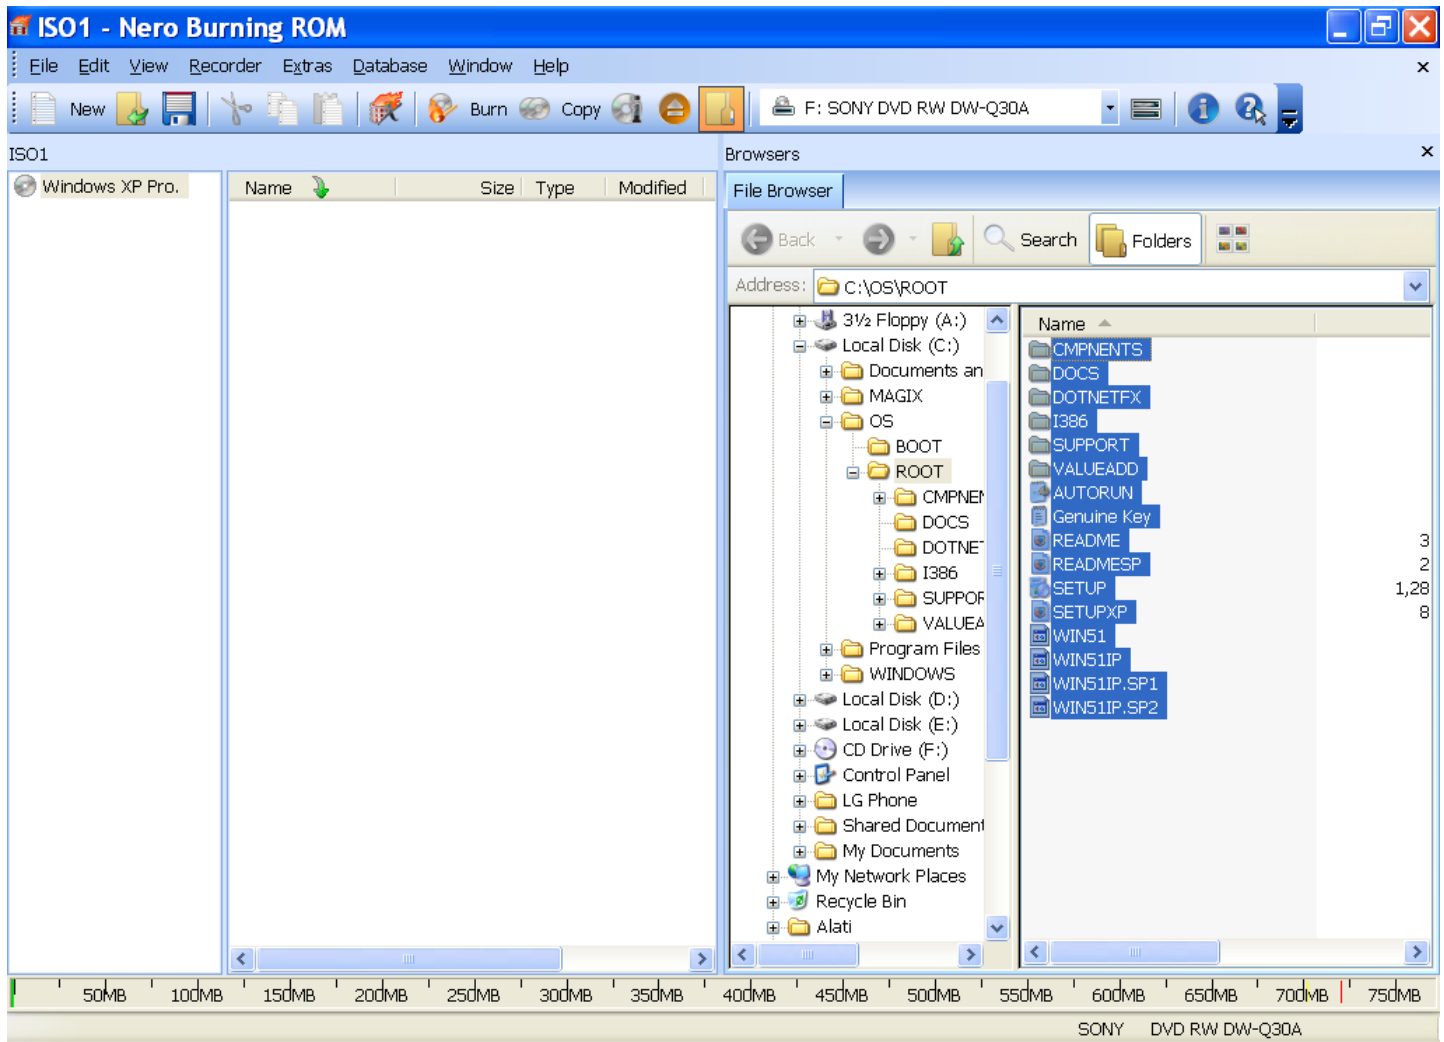 ISO1 - Nero Burning ROM
File Edit View Recorder Extras Database Window Help
New Burn Copy F: SONY DVD RW DW-Q30A
ISO1
Browsers
Windows XP Pro.
Name Size Type Modified
File Browser
Back Search Folders
Address: C:\OS\ROOT
3½ Floppy (A:)
Local Disk (C:)
Documents an
MAGIX
OS
BOOT
ROOT
CMPNEN
DOCS
DOTNET
I386
SUPPOR
VALUEA
Program Files
WINDOWS
Local Disk (D:)
Local Disk (E:)
CD Drive (F:)
Control Panel
LG Phone
Shared Document
My Documents
My Network Places
Recycle Bin
Alati
Name
CMPNENTS
DOCS
DOTNETFX
I386
SUPPORT
VALUEADD
AUTORUN
Genuine Key
README 3
READMESP 2
SETUP 1,28
SETUPXP 8
WIN51
WIN51IP
WIN51IP.SP1
WIN51IP.SP2
50MB 100MB 150MB 200MB 250MB 300MB 350MB 400MB 450MB 500MB 550MB 600MB 650MB 700MB 750MB
SONY DVD RW DW-Q30A